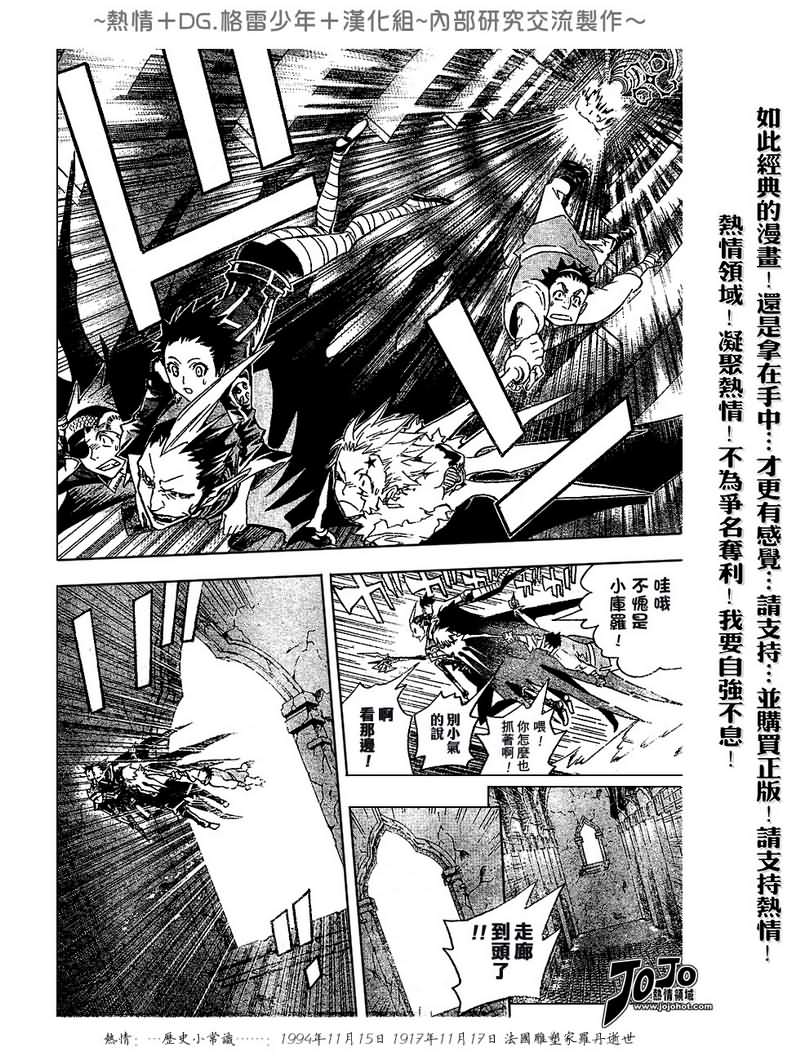 ~熱情＋DG.格雷少年＋漢化組~內部研究交流製作～
如此經典的漫畫！還是拿在手中…才更有感覺…請支持…並購買正版！請支持熱情！
熱情領域！凝聚熱情！不為爭名奪利！我要自強不息！
哇哦
不愧是
小庫羅！
喂！
你怎麼也
抓著啊！
別小氣
的說
啊
看那邊！
走廊
到頭了
!!
JOJO
熱情領域
www.jojohot.com
熱情：…歷史小常識……：1994年11月15日 1917年11月17日 法國雕塑家羅丹逝世